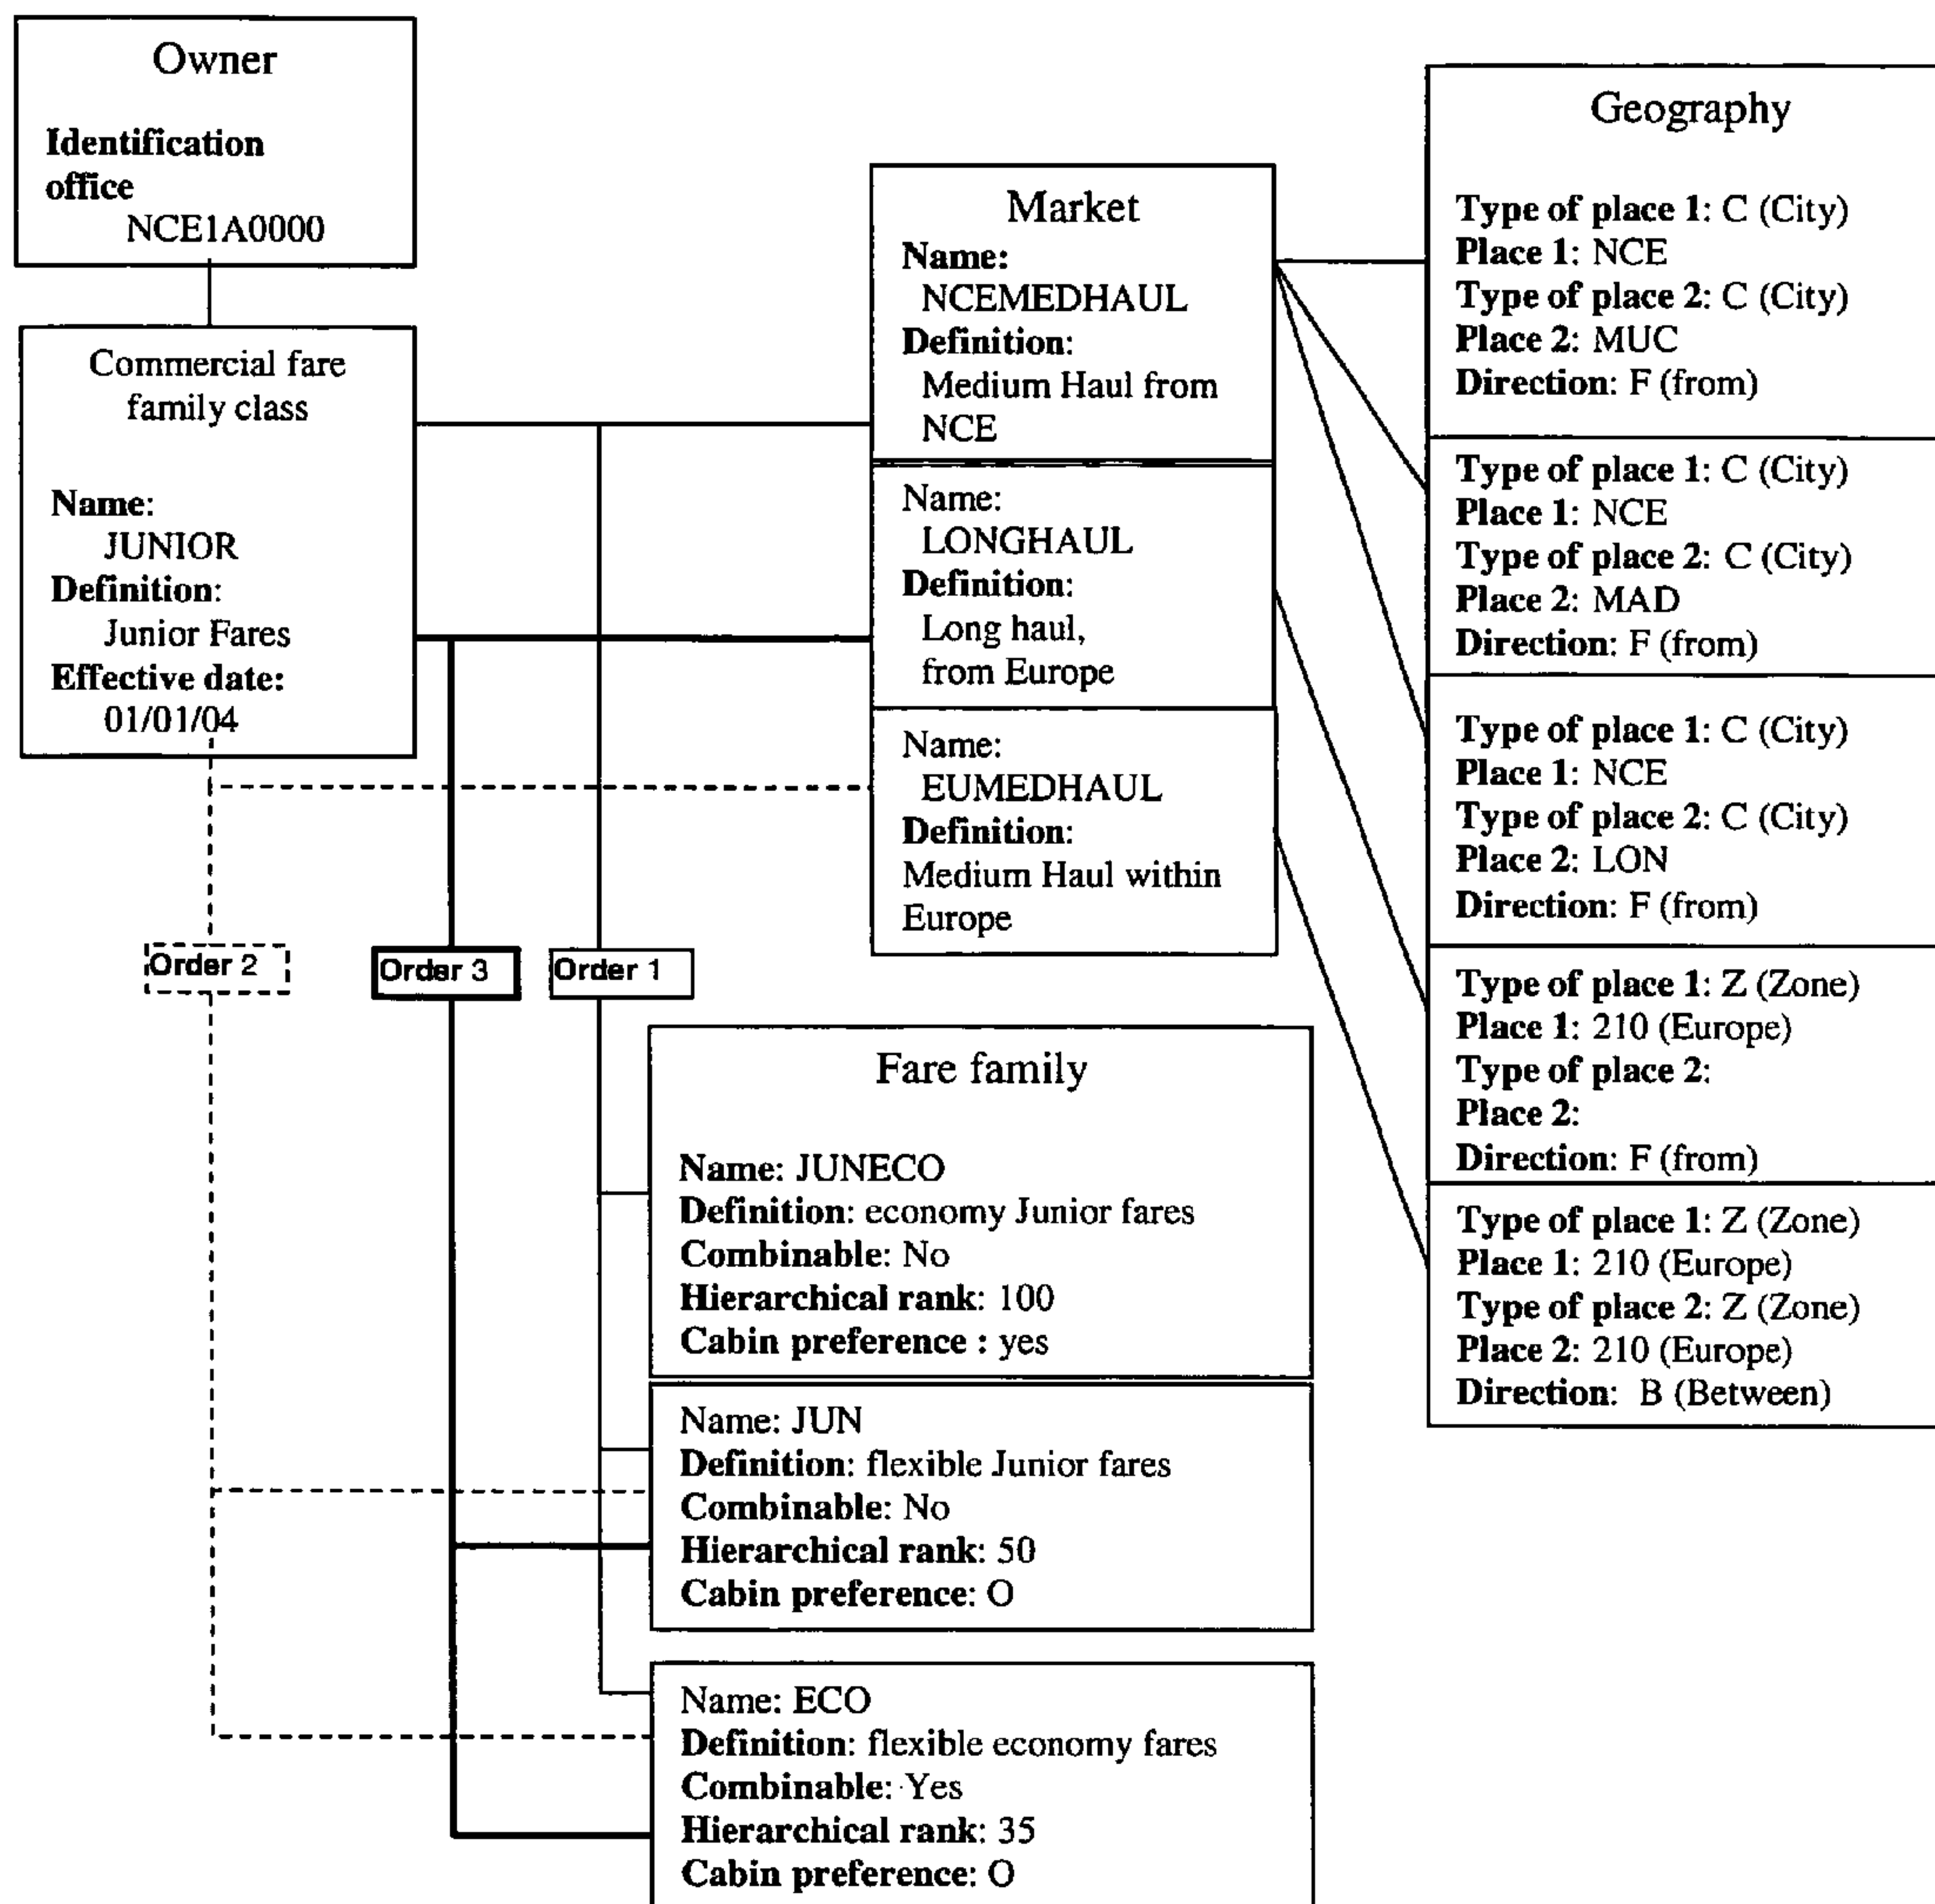 Owner
Identification
office
NCE1A0000
Commercial fare
family class
Name:
JUNIOR
Definition:
Junior Fares
Effective date:
01/01/04
Market
Name:
NCEMEDHAUL
Definition:
Medium Haul from
NCE
Name:
LONGHAUL
Definition:
Long haul,
from Europe
Name:
EUMEDHAUL
Definition:
Medium Haul within
Europe
Geography
Type of place 1: C (City)
Place 1: NCE
Type of place 2: C (City)
Place 2: MUC
Direction: F (from)
Type of place 1: C (City)
Place 1: NCE
Type of place 2: C (City)
Place 2: MAD
Direction: F (from)
Type of place 1: C (City)
Place 1: NCE
Type of place 2: C (City)
Place 2: LON
Direction: F (from)
Type of place 1: Z (Zone)
Place 1: 210 (Europe)
Type of place 2:
Place 2:
Direction: F (from)
Type of place 1: Z (Zone)
Place 1: 210 (Europe)
Type of place 2: Z (Zone)
Place 2: 210 (Europe)
Direction: B (Between)
Order 2
Order 3
Order 1
Fare family
Name: JUNECO
Definition: economy Junior fares
Combinable: No
Hierarchical rank: 100
Cabin preference : yes
Name: JUN
Definition: flexible Junior fares
Combinable: No
Hierarchical rank: 50
Cabin preference: O
Name: ECO
Definition: flexible economy fares
Combinable: Yes
Hierarchical rank: 35
Cabin preference: O